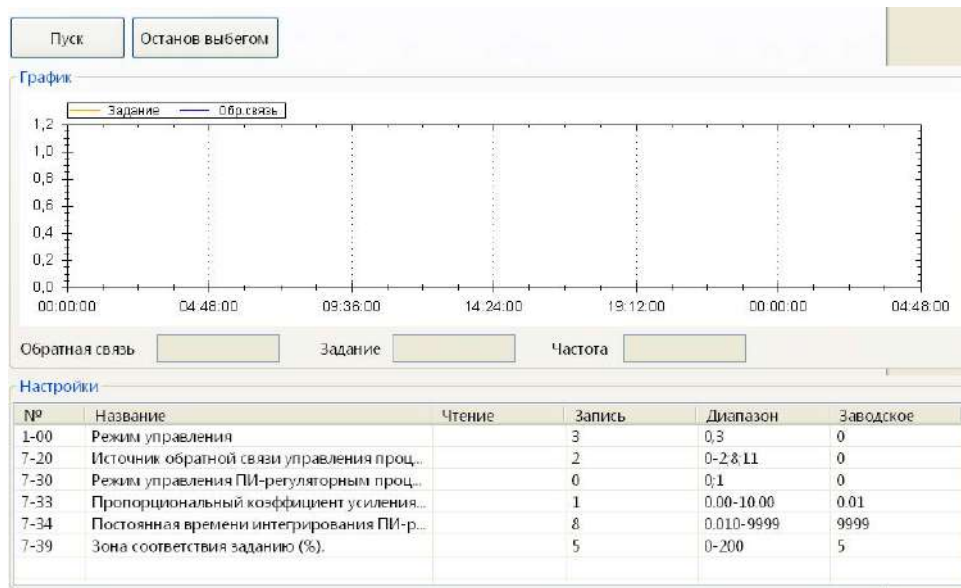 Пуск Останов выбегом
График
Задание Обр.связь
1,2
1,0
0,8
0,6
0,4
0,2
0,0
00:00:00 04:48:00 09:36:00 14:24:00 19:12:00 00:00:00 04:48:00
Обратная связь Задание Частота
Настройки
№ Название Чтение Запись Диапазон Заводское
1-00 Режим управления 3 0,3 0
7-20 Источник обратной связи управления проц... 2 0-2;8;11 0
7-30 Режим управления ПИ-регуляторным проц... 0 0;1 0
7-33 Пропорциональный коэффициент усиления... 1 0.00-10.00 0.01
7-34 Постоянная времени интегрирования ПИ-р... 8 0.010-9999 9999
7-39 Зона соответствия заданию (%). 5 0-200 5